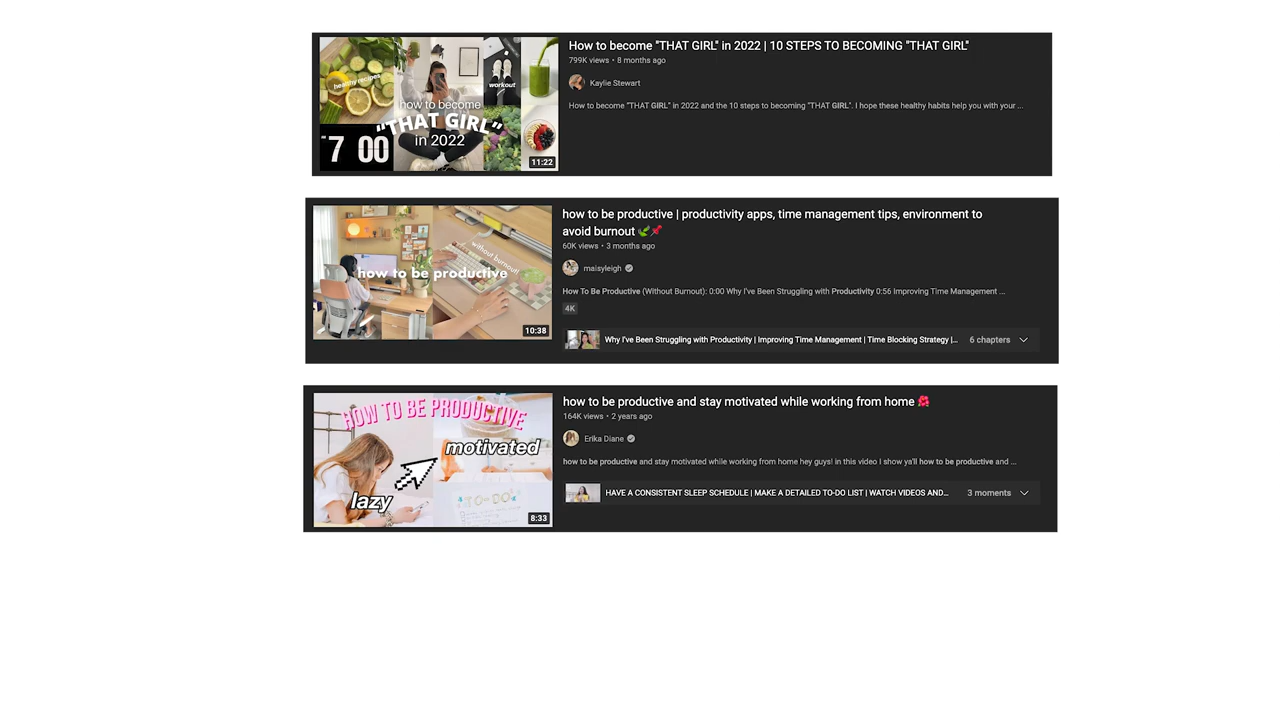 healthy recipes
workout
how to become
"THAT GIRL"
in 2022
7 00
11:22
How to become "THAT GIRL" in 2022 | 10 STEPS TO BECOMING "THAT GIRL"
799K views • 8 months ago
Kaylie Stewart
How to become "THAT GIRL" in 2022 and the 10 steps to becoming "THAT GIRL". I hope these healthy habits help you with your ...
how to be productive
without burnout!
10:38
how to be productive | productivity apps, time management tips, environment to
avoid burnout 🌿📌
60K views • 3 months ago
maisyleigh
How To Be Productive (Without Burnout): 0:00 Why I've Been Struggling with Productivity 0:56 Improving Time Management ...
4K
Why I've Been Struggling with Productivity | Improving Time Management | Time Blocking Strategy |...
6 chapters
HOW TO BE PRODUCTIVE
motivated
lazy
TO-DO
8:33
how to be productive and stay motivated while working from home 🌺
164K views • 2 years ago
Erika Diane
how to be productive and stay motivated while working from home hey guys! in this video I show ya'll how to be productive and ...
HAVE A CONSISTENT SLEEP SCHEDULE | MAKE A DETAILED TO-DO LIST | WATCH VIDEOS AND...
3 moments